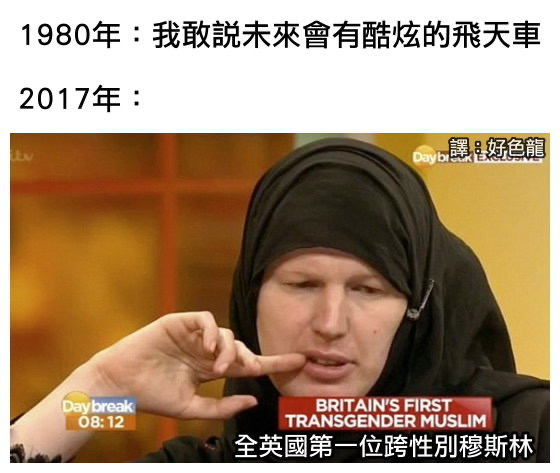 1980年：我敢說未來會有酷炫的飛天車
2017年：
itv
譯：好色龍
Daybreak EXCLUSIVE
Daybreak
08:12
BRITAIN'S FIRST
TRANSGENDER MUSLIM
全英國第一位跨性別穆斯林